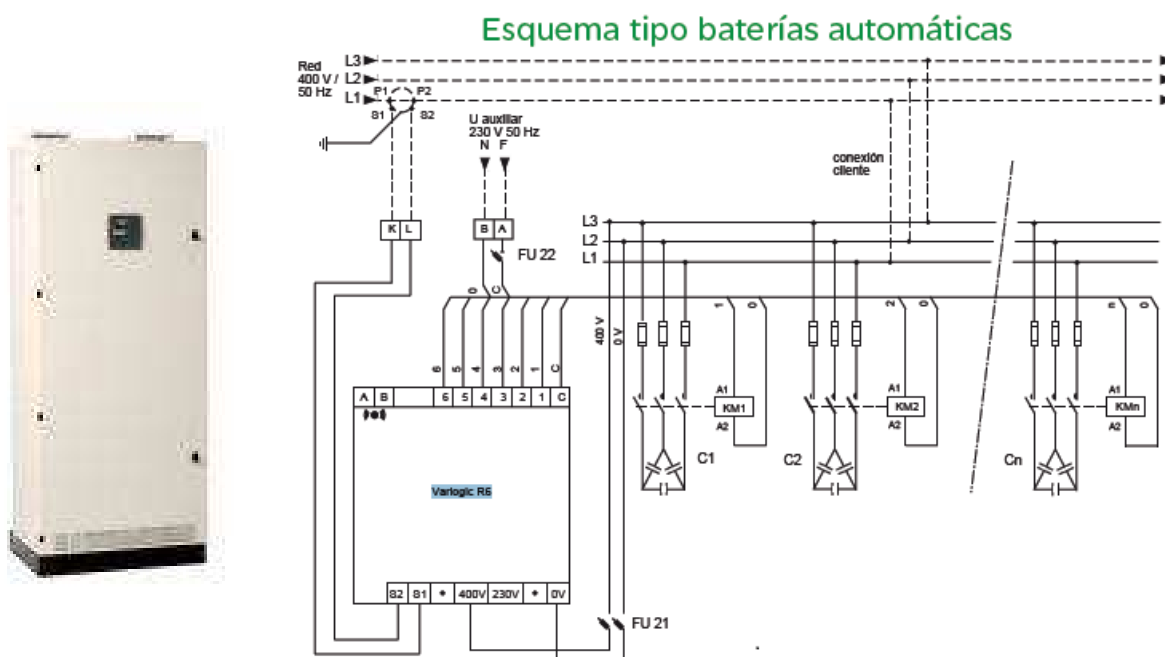 Esquema tipo baterías automáticas
Red
400 V /
50 Hz
L3
L2
L1
P1 P2
S1 S2
U auxiliar
230 V 50 Hz
N F
conexión
cliente
K L
B A
FU 22
L3
L2
L1
0 C
400 V
0 V
1 0
2 0
n 0
6 5 4 3 2 1 C
A B 6 5 4 3 2 1 C
A1
KM1
A2
A1
KM2
A2
A1
KMn
A2
C1
C2
Cn
Varlogic R6
S2 S1 * 400V 230V * 0V
FU 21